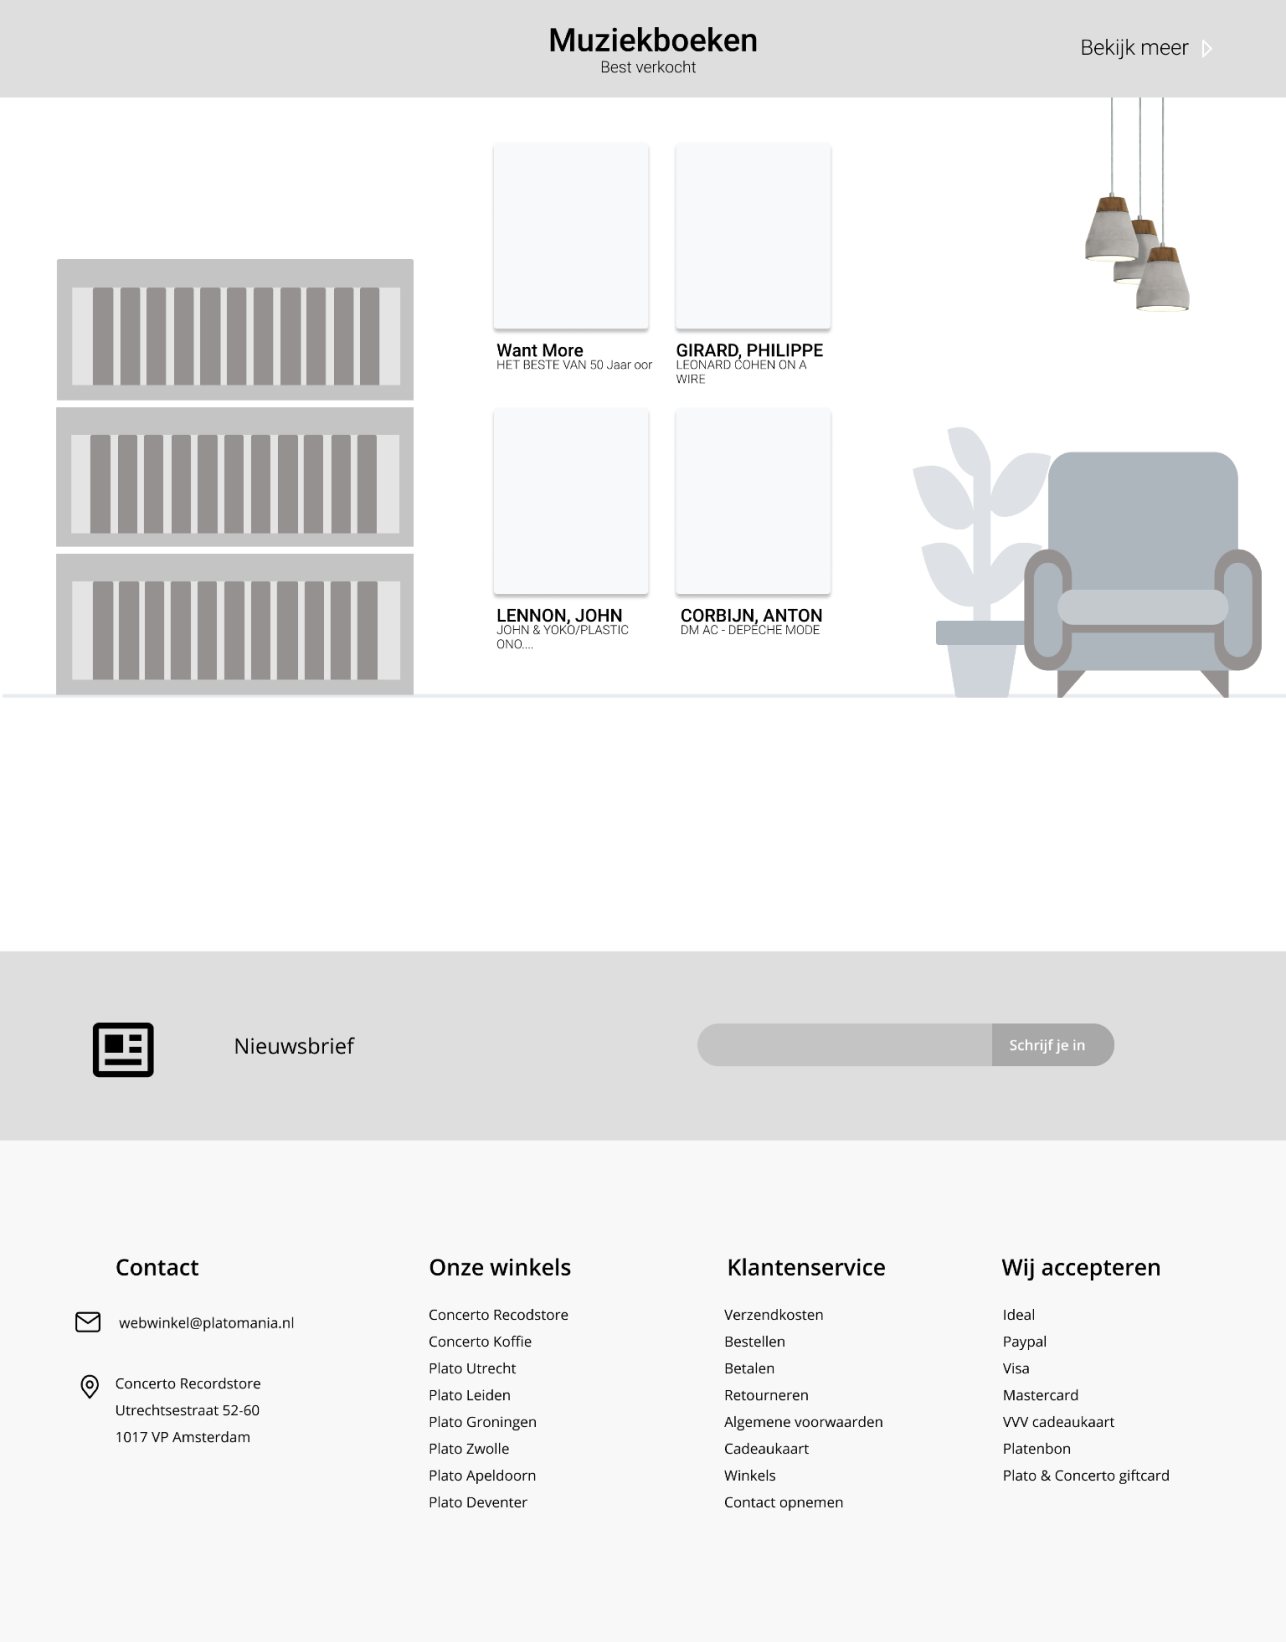 Muziekboeken
Best verkocht
Bekijk meer
Want More
HET BESTE VAN 50 Jaar oor
GIRARD, PHILIPPE
LEONARD COHEN ON A
WIRE
LENNON, JOHN
JOHN & YOKO/PLASTIC
ONO....
CORBIJN, ANTON
DM AC - DEPECHE MODE
Nieuwsbrief
Schrijf je in
Contact
webwinkel@platomania.nl
Concerto Recordstore
Utrechtsestraat 52-60
1017 VP Amsterdam
Onze winkels
Concerto Recodstore
Concerto Koffie
Plato Utrecht
Plato Leiden
Plato Groningen
Plato Zwolle
Plato Apeldoorn
Plato Deventer
Klantenservice
Verzendkosten
Bestellen
Betalen
Retourneren
Algemene voorwaarden
Cadeaukaart
Winkels
Contact opnemen
Wij accepteren
Ideal
Paypal
Visa
Mastercard
VVV cadeaukaart
Platenbon
Plato & Concerto giftcard